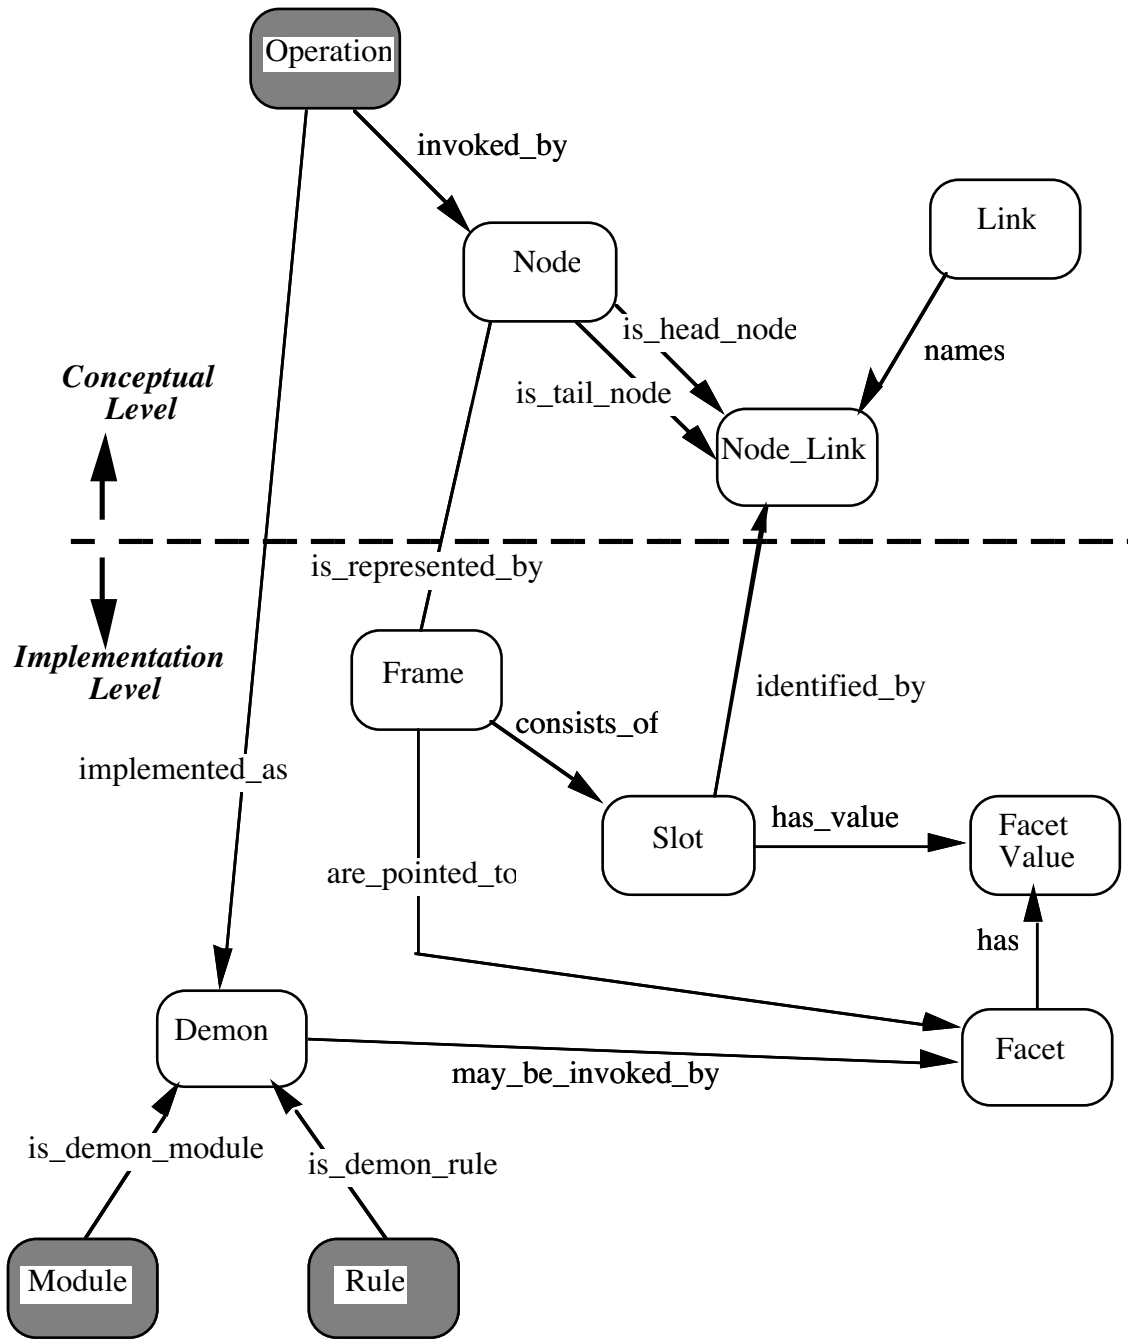 Operation
invoked_by
Link
Node
is_head_node
names
Conceptual
Level
is_tail_node
Node_Link
is_represented_by
Implementation
Level
Frame
identified_by
consists_of
implemented_as
has_value
Facet
Value
Slot
are_pointed_to
has
Demon
Facet
may_be_invoked_by
is_demon_module
is_demon_rule
Module
Rule